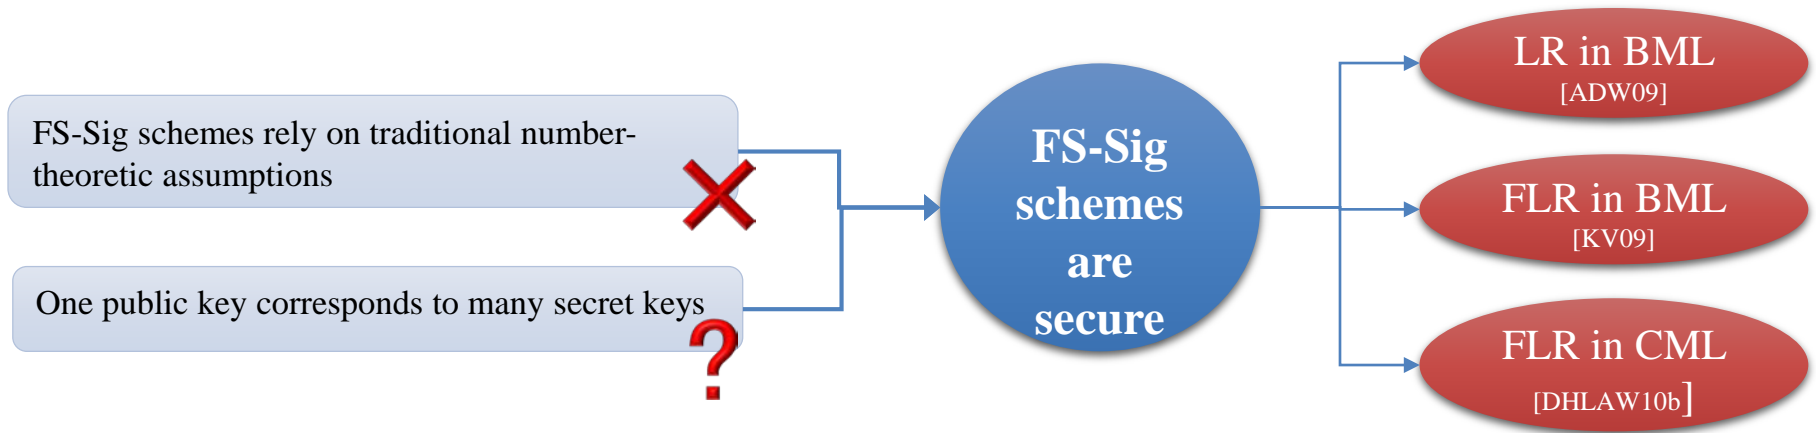 FS-Sig schemes rely on traditional number-
theoretic assumptions
One public key corresponds to many secret keys
?
FS-Sig
schemes
are
secure
LR in BML
[ADW09]
FLR in BML
[KV09]
FLR in CML
[DHLAW10b]